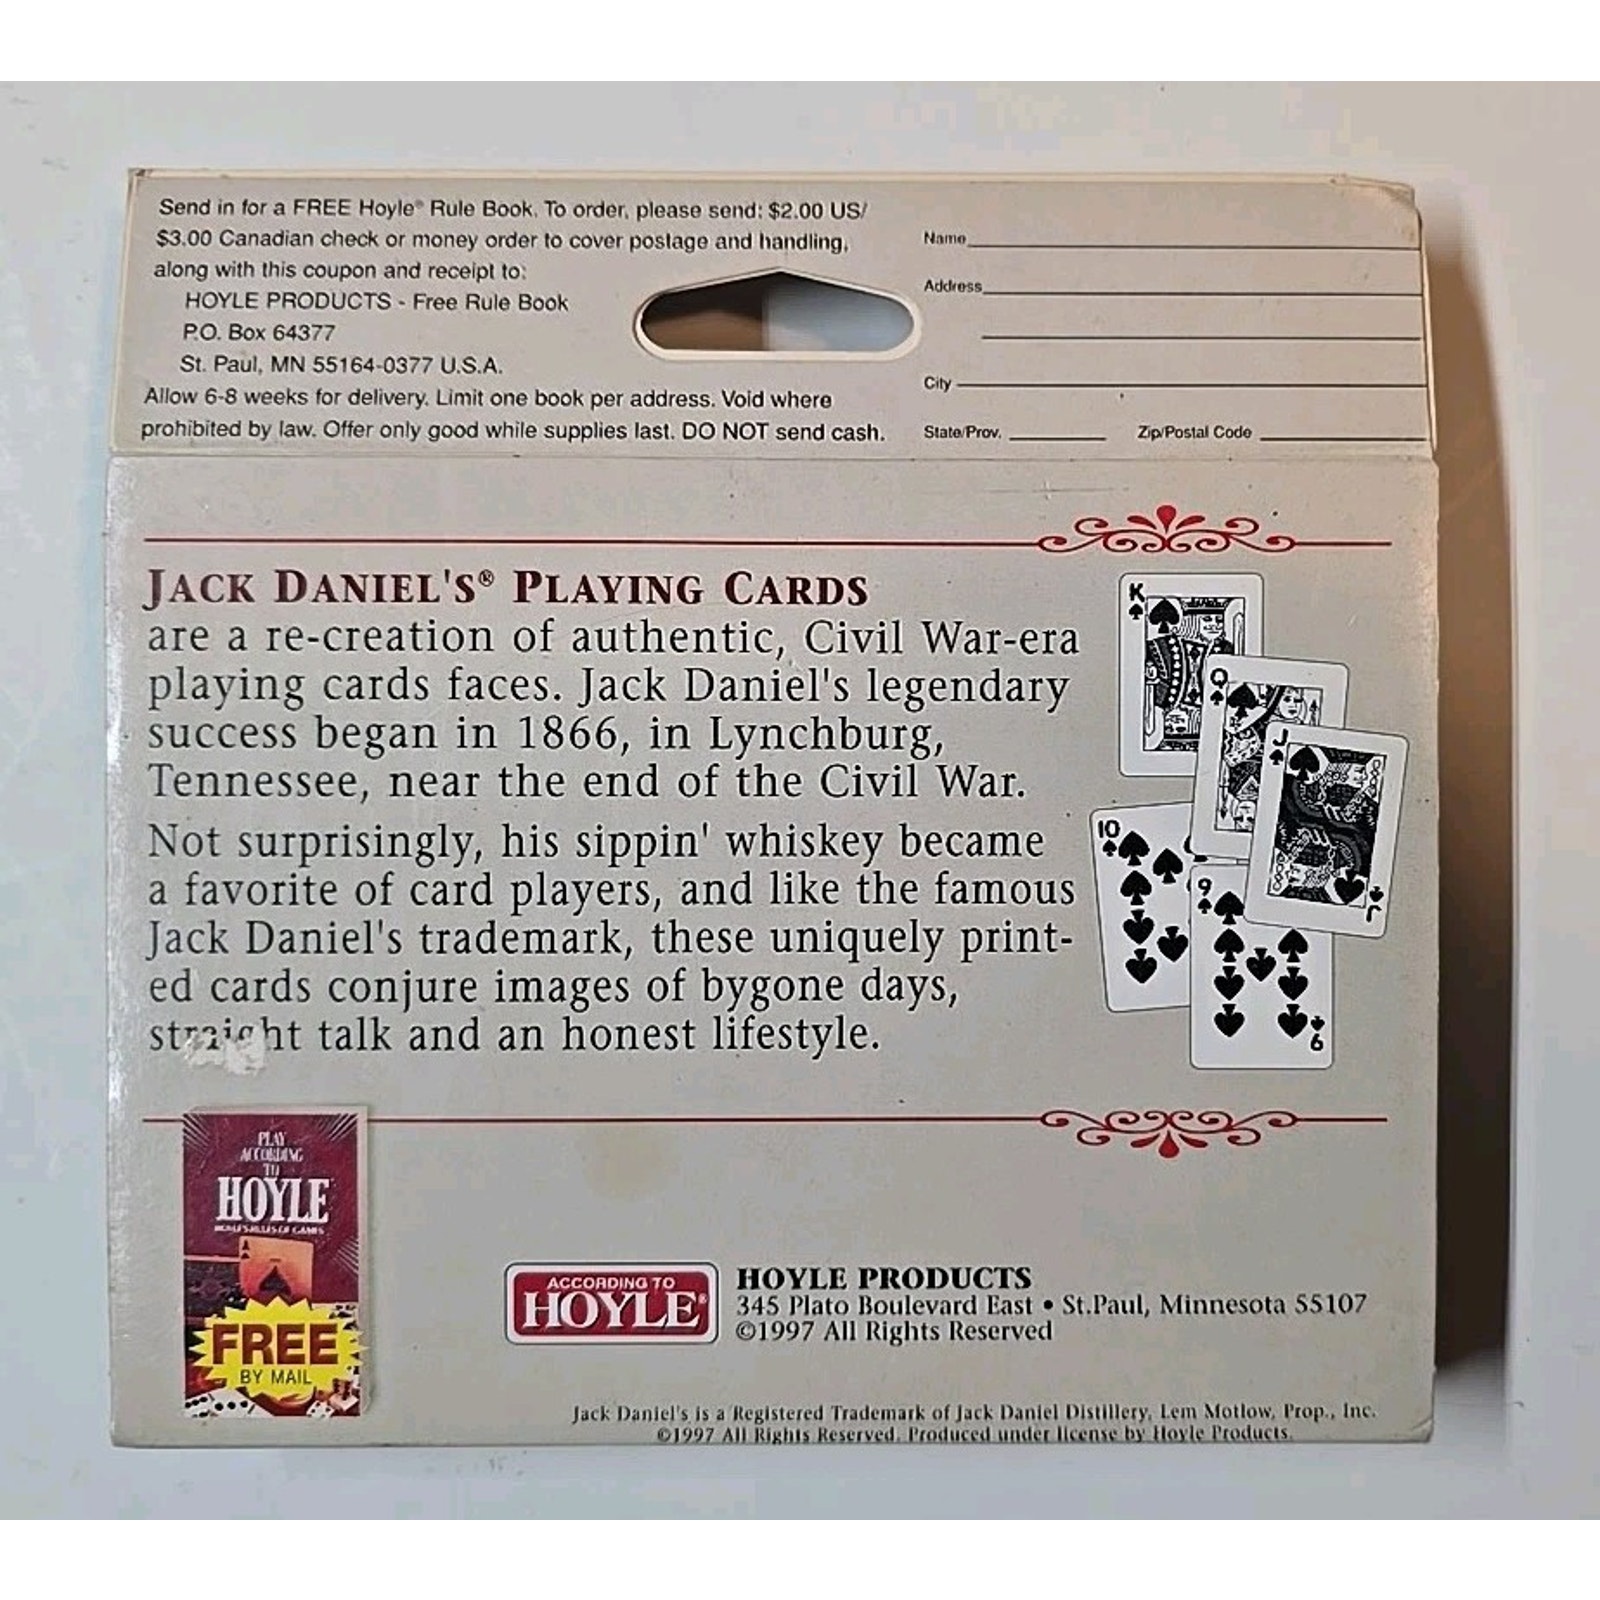 Send in for a FREE Hoyle® Rule Book. To order, please send: $2.00 US/
$3.00 Canadian check or money order to cover postage and handling,
along with this coupon and receipt to:
HOYLE PRODUCTS - Free Rule Book
P.O. Box 64377
St. Paul, MN 55164-0377 U.S.A.
Allow 6-8 weeks for delivery. Limit one book per address. Void where
prohibited by law. Offer only good while supplies last. DO NOT send cash.
Name
Address
City
State/Prov. Zip/Postal Code
JACK DANIEL'S® PLAYING CARDS
are a re-creation of authentic, Civil War-era
playing cards faces. Jack Daniel's legendary
success began in 1866, in Lynchburg,
Tennessee, near the end of the Civil War.
Not surprisingly, his sippin' whiskey became
a favorite of card players, and like the famous
Jack Daniel's trademark, these uniquely print-
ed cards conjure images of bygone days,
straight talk and an honest lifestyle.
K
Q
J
J
10
9
9
PLAY
ACCORDING
TO
HOYLE
HOYLE'S RULES OF GAMES
A
FREE
BY MAIL
ACCORDING TO
HOYLE®
HOYLE PRODUCTS
345 Plato Boulevard East • St.Paul, Minnesota 55107
©1997 All Rights Reserved
Jack Daniel's is a Registered Trademark of Jack Daniel Distillery, Lem Motlow, Prop., Inc.
©1997 All Rights Reserved. Produced under license by Hoyle Products.